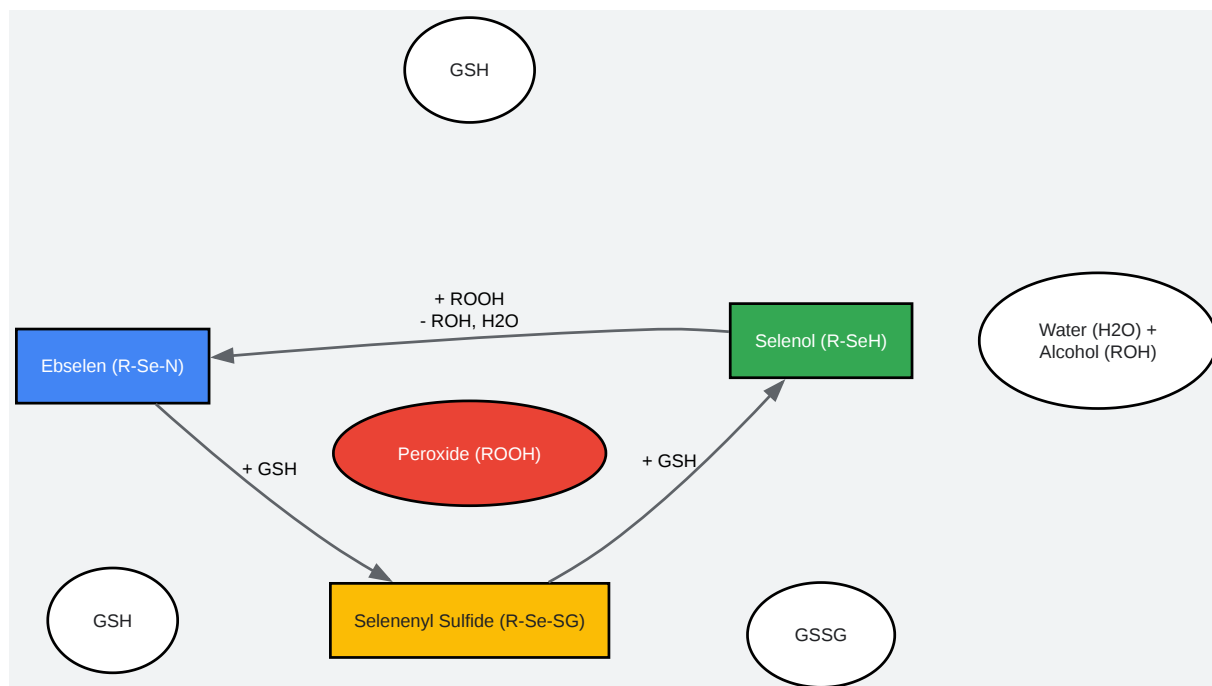 GSH
+ ROOH
- ROH, H2O
Ebselen (R-Se-N)
Selenol (R-SeH)
Water (H2O) +
Alcohol (ROH)
Peroxide (ROOH)
+ GSH
+ GSH
GSH
Selenenyl Sulfide (R-Se-SG)
GSSG